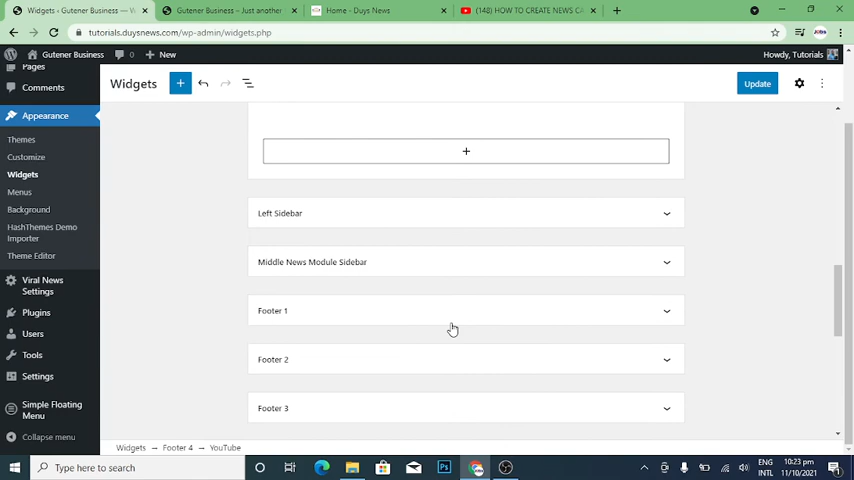 Widgets ‹ Gutener Business — W
Gutener Business – Just another
Home - Duys News
(148) HOW TO CREATE NEWS CA
tutorials.duysnews.com/wp-admin/widgets.php
Gutener Business
0
New
Howdy, Tutorials
Pages
Comments
Appearance
Themes
Customize
Widgets
Menus
Background
HashThemes Demo
Importer
Theme Editor
Viral News
Settings
Plugins
Users
Tools
Settings
Simple Floating
Menu
Collapse menu
Widgets
Update
Left Sidebar
Middle News Module Sidebar
Footer 1
Footer 2
Footer 3
Widgets → Footer 4 → YouTube
Type here to search
Ps
ENG
INTL
10:23 pm
11/10/2021